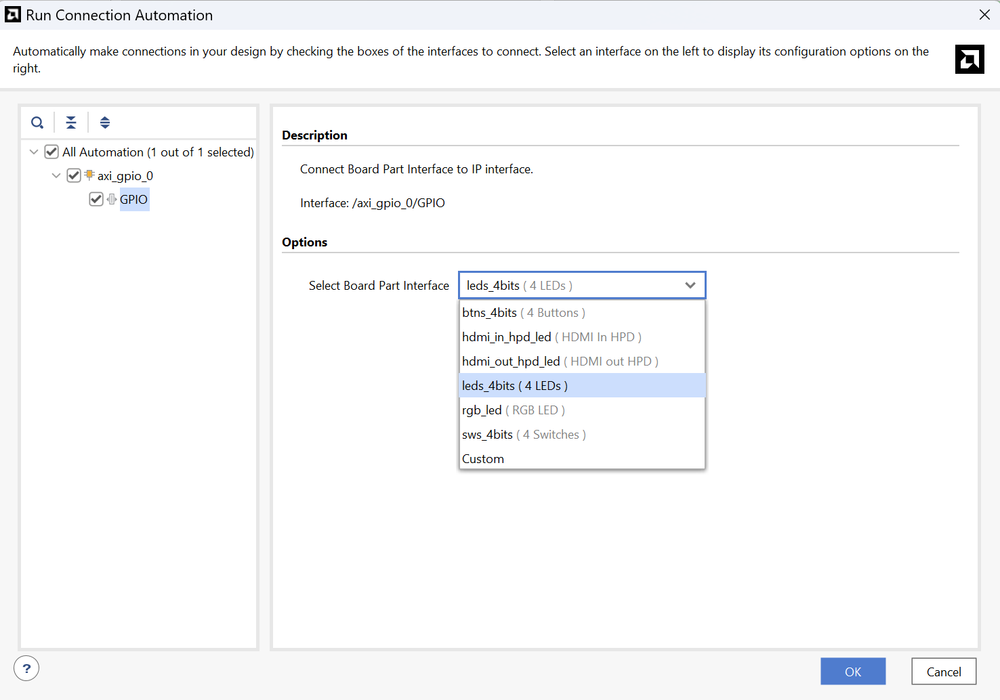 Run Connection Automation
Automatically make connections in your design by checking the boxes of the interfaces to connect. Select an interface on the left to display its configuration options on the
right.
All Automation (1 out of 1 selected)
axi_gpio_0
GPIO
Description
Connect Board Part Interface to IP interface.
Interface: /axi_gpio_0/GPIO
Options
Select Board Part Interface leds_4bits ( 4 LEDs )
btns_4bits ( 4 Buttons )
hdmi_in_hpd_led ( HDMI In HPD )
hdmi_out_hpd_led ( HDMI out HPD )
leds_4bits ( 4 LEDs )
rgb_led ( RGB LED )
sws_4bits ( 4 Switches )
Custom
?
OK Cancel